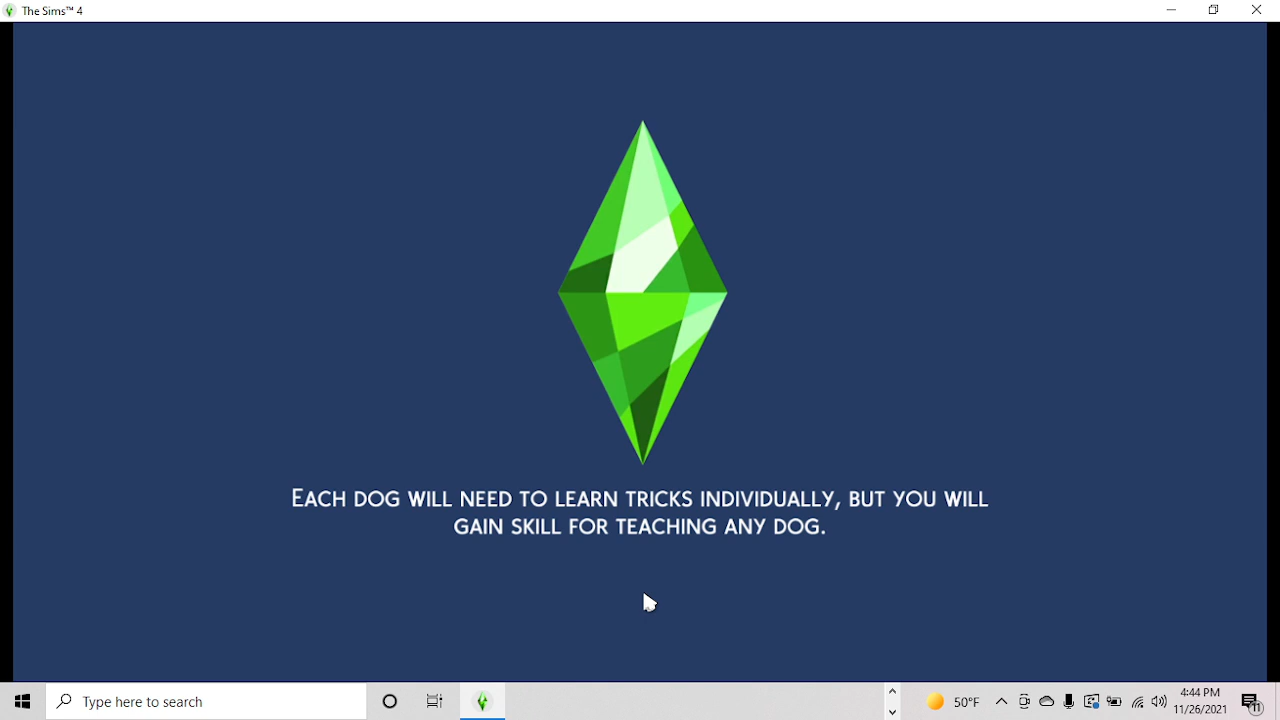 The Sims™ 4
EACH DOG WILL NEED TO LEARN TRICKS INDIVIDUALLY, BUT YOU WILL
GAIN SKILL FOR TEACHING ANY DOG.
Type here to search
50°F
4:44 PM
11/26/2021